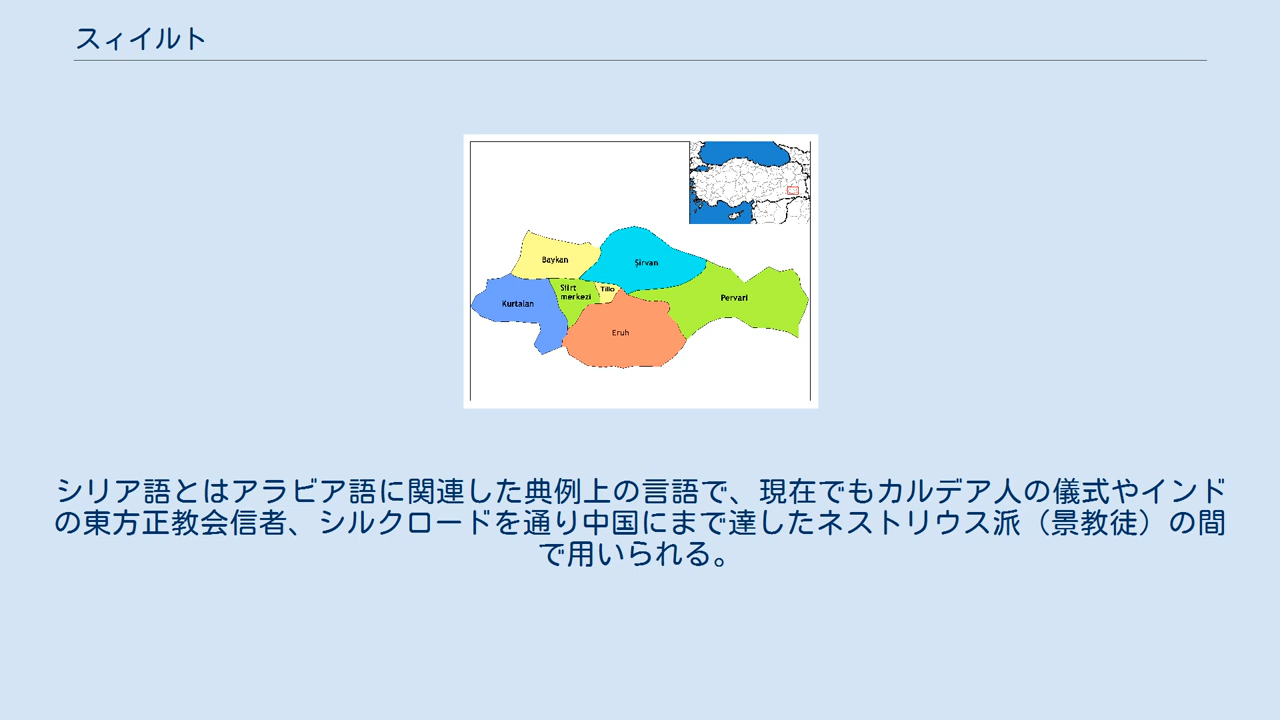 スィイルト
Baykan
Şirvan
Siirt
merkezi
Tillo
Kurtalan
Pervari
Eruh
シリア語とはアラビア語に関連した典例上の言語で、現在でもカルデア人の儀式やインド
の東方正教会信者、シルクロードを通り中国にまで達したネストリウス派（景教徒）の間
で用いられる。